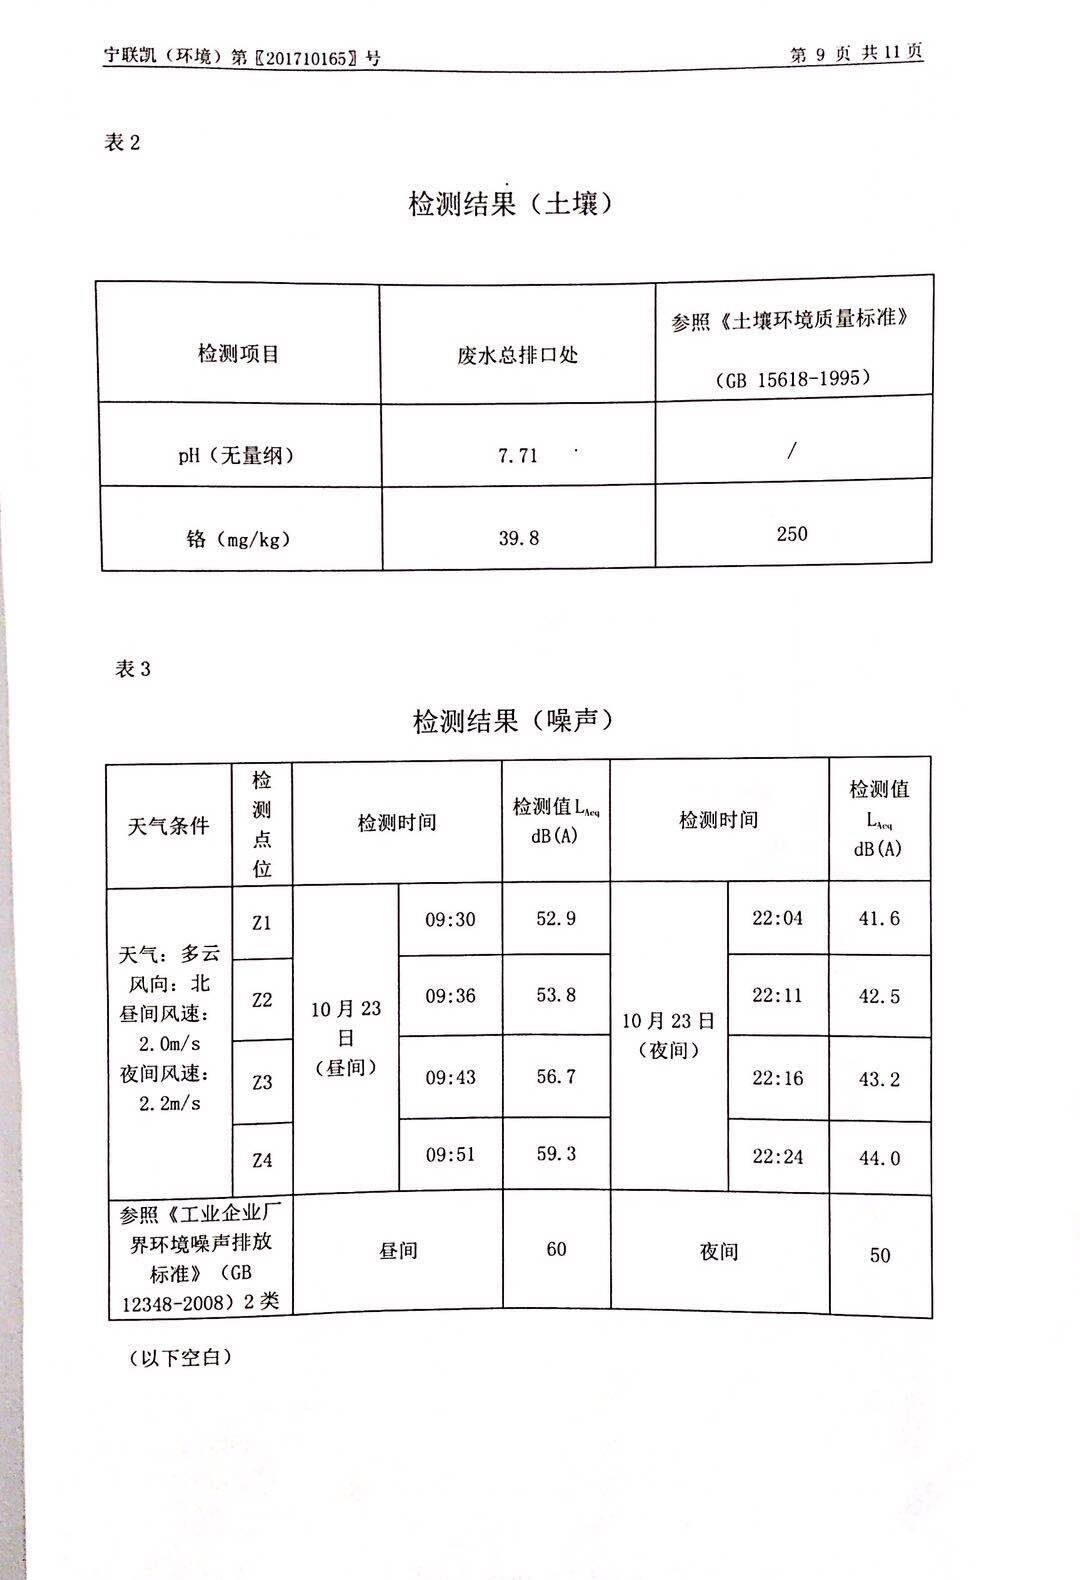 宁联凯（环境）第〖201710165〗号 第 9 页 共 11 页
表 2
检测结果（土壤）
检测项目 废水总排口处 参照《土壤环境质量标准》
（GB 15618-1995）
pH（无量纲） 7.71 /
铬（mg/kg） 39.8 250
表 3
检测结果（噪声）
天气条件 检测点位 检测时间 检测值 LAeq dB(A) 检测时间 检测值 LAeq dB(A)
天气：多云
风向：北
昼间风速：
2.0m/s
夜间风速：
2.2m/s
10 月 23
日
（昼间）
10 月 23 日
（夜间）
Z1 09:30 52.9 22:04 41.6
Z2 09:36 53.8 22:11 42.5
Z3 09:43 56.7 22:16 43.2
Z4 09:51 59.3 22:24 44.0
参照《工业企业厂
界环境噪声排放
标准》（GB
12348-2008）2 类
昼间 60 夜间 50
（以下空白）